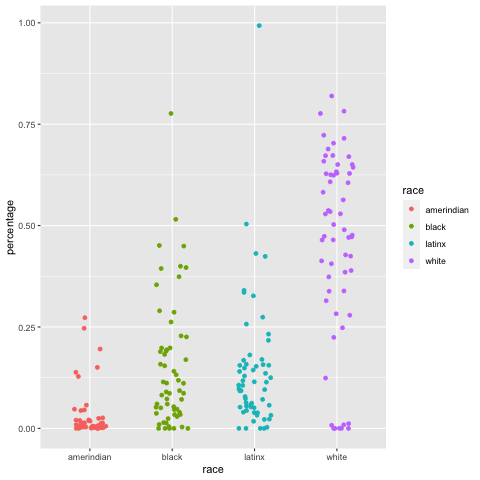 1.00
0.75
0.50
0.25
0.00
percentage
amerindian black latinx white
race
race
amerindian
black
latinx
white